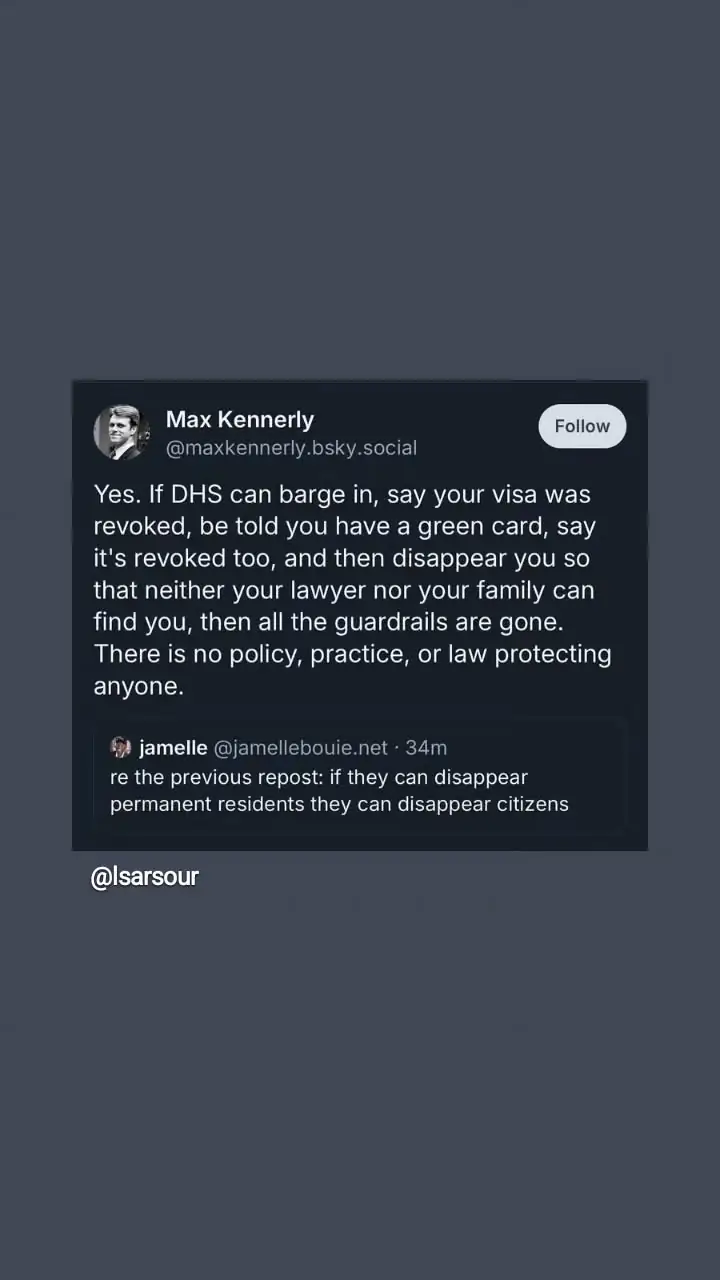 Max Kennerly
Follow
@maxkennerly.bsky.social
Yes. If DHS can barge in, say your visa was
revoked, be told you have a green card, say
it's revoked too, and then disappear you so
that neither your lawyer nor your family can
find you, then all the guardrails are gone.
There is no policy, practice, or law protecting
anyone.
jamelle @jamellebouie.net · 34m
re the previous repost: if they can disappear
permanent residents they can disappear citizens
@lsarsour